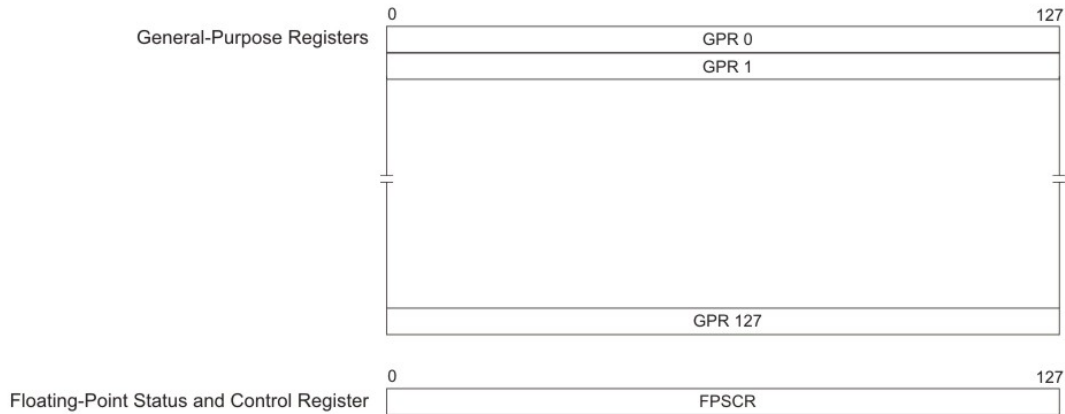 0 127
General-Purpose Registers GPR 0
GPR 1
GPR 127
0 127
Floating-Point Status and Control Register FPSCR